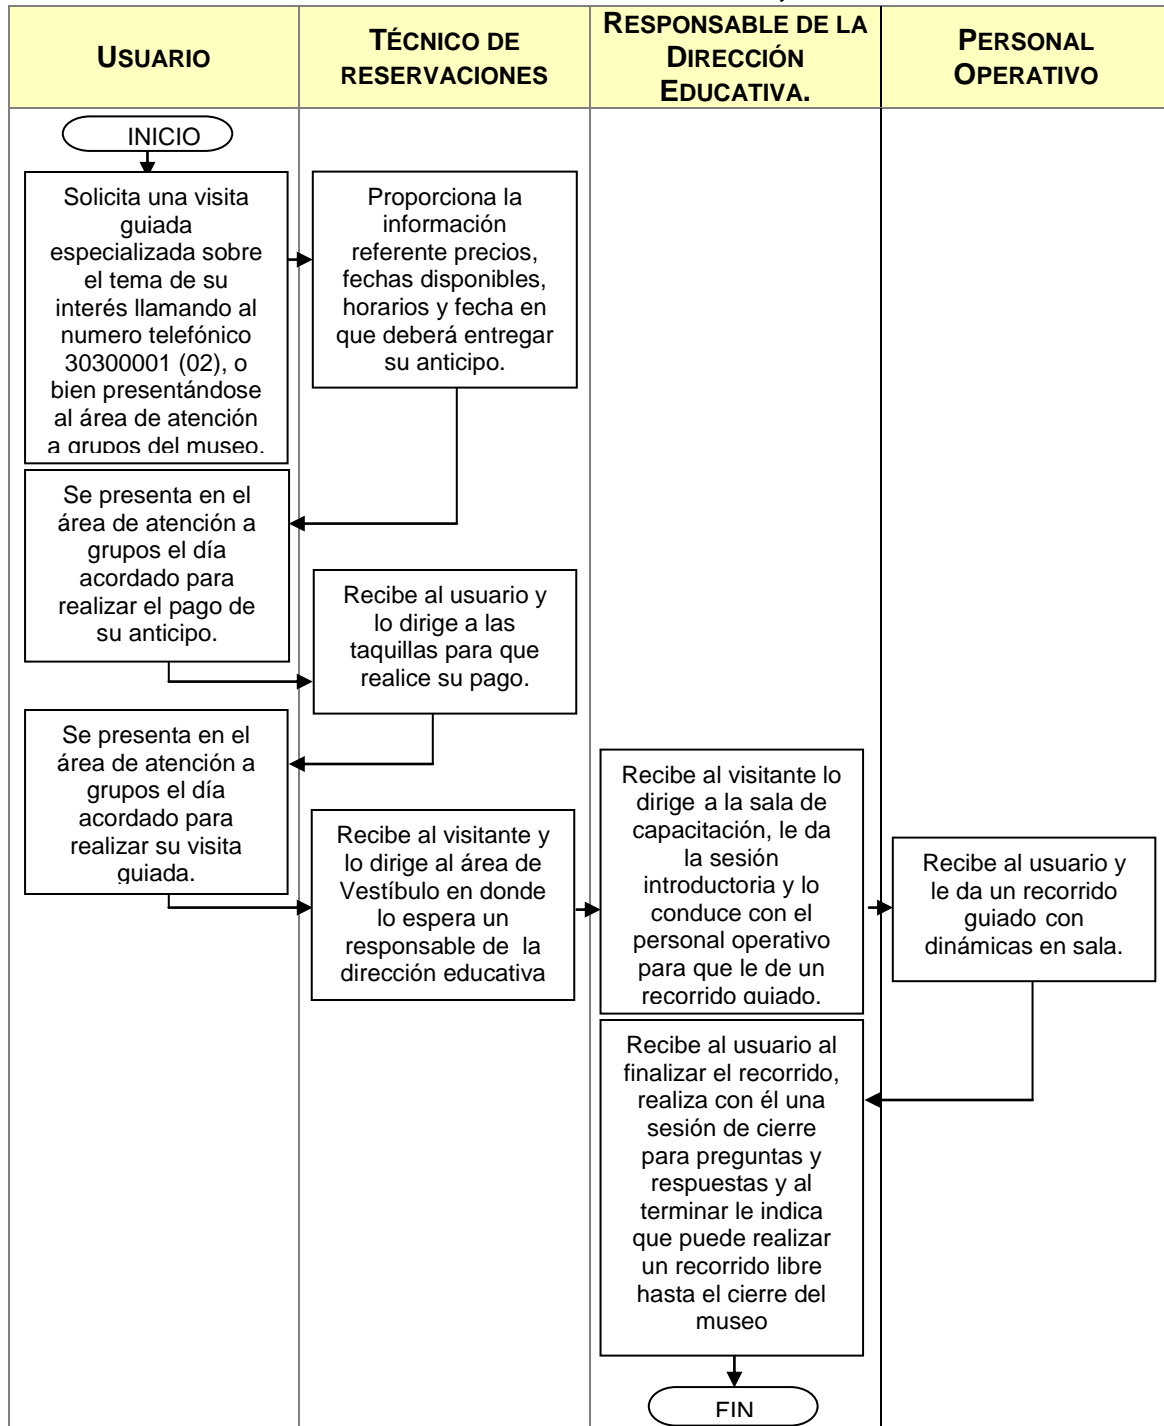 USUARIO
TÉCNICO DE
RESERVACIONES
RESPONSABLE DE LA
DIRECCIÓN
EDUCATIVA.
PERSONAL
OPERATIVO
INICIO
Solicita una visita
guiada
especializada sobre
el tema de su
interés llamando al
numero telefónico
30300001 (02), o
bien presentándose
al área de atención
a grupos del museo.
Proporciona la
información
referente precios,
fechas disponibles,
horarios y fecha en
que deberá entregar
su anticipo.
Se presenta en el
área de atención a
grupos el día
acordado para
realizar el pago de
su anticipo.
Recibe al usuario y
lo dirige a las
taquillas para que
realice su pago.
Se presenta en el
área de atención a
grupos el día
acordado para
realizar su visita
guiada.
Recibe al visitante y
lo dirige al área de
Vestíbulo en donde
lo espera un
responsable de la
dirección educativa
Recibe al visitante lo
dirige a la sala de
capacitación, le da
la sesión
introductoria y lo
conduce con el
personal operativo
para que le de un
recorrido guiado.
Recibe al usuario y
le da un recorrido
guiado con
dinámicas en sala.
Recibe al usuario al
finalizar el recorrido,
realiza con él una
sesión de cierre
para preguntas y
respuestas y al
terminar le indica
que puede realizar
un recorrido libre
hasta el cierre del
museo
FIN